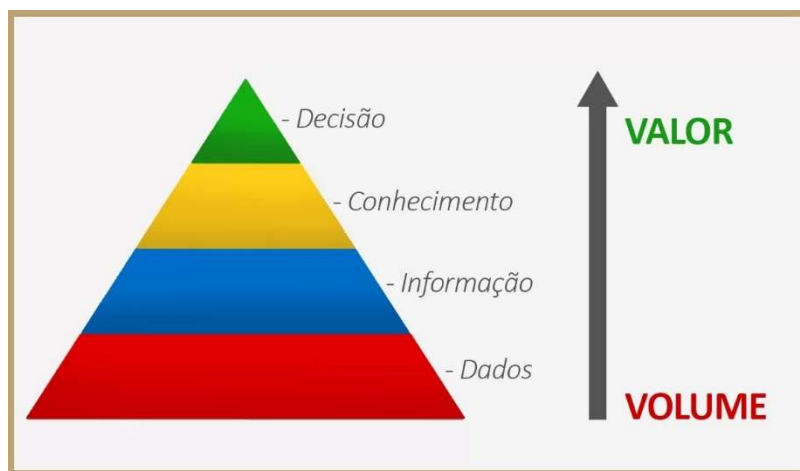 - Decisão
VALOR
- Conhecimento
- Informação
- Dados
VOLUME